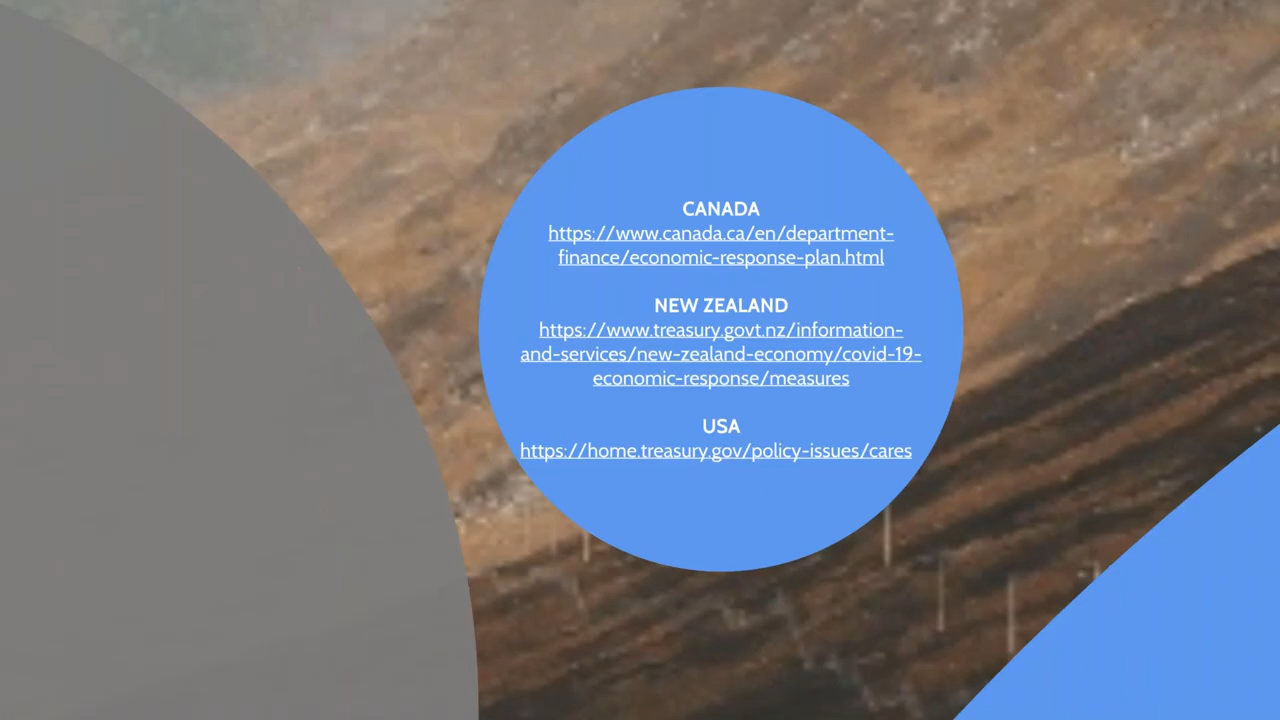 CANADA
https://www.canada.ca/en/department-
finance/economic-response-plan.html
NEW ZEALAND
https://www.treasury.govt.nz/information-
and-services/new-zealand-economy/covid-19-
economic-response/measures
USA
https://home.treasury.gov/policy-issues/cares